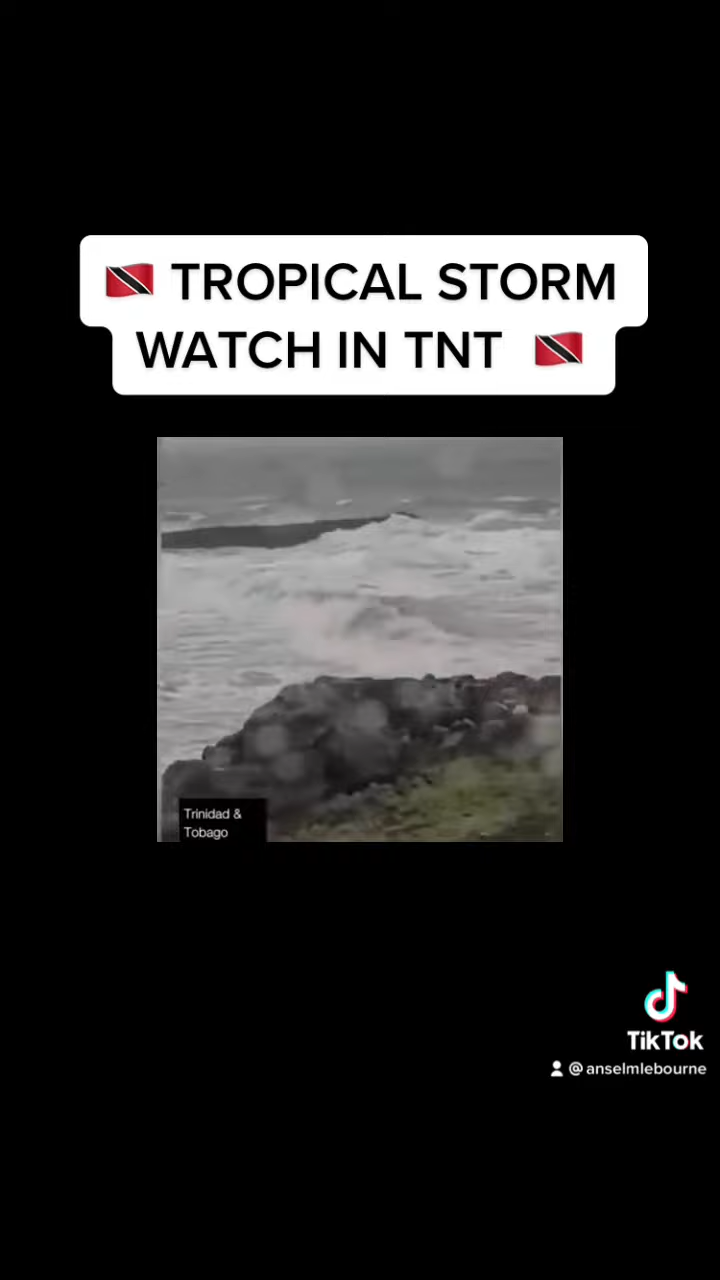 🇹🇹 TROPICAL STORM
WATCH IN TNT 🇹🇹
Trinidad &
Tobago
TikTok
@anselmlebourne